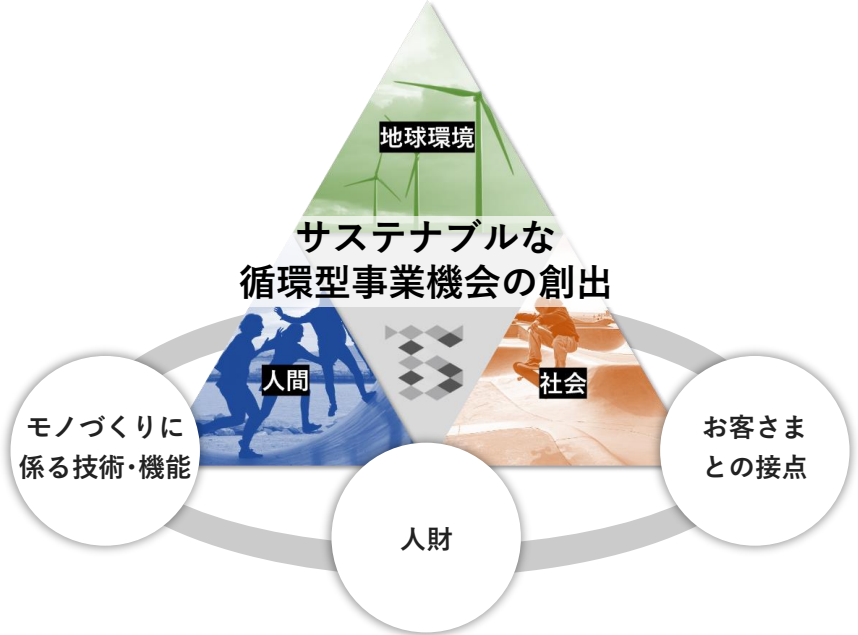 地球環境
サステナブルな
循環型事業機会の創出
人間
社会
モノづくりに
係る技術・機能
お客さま
との接点
人財